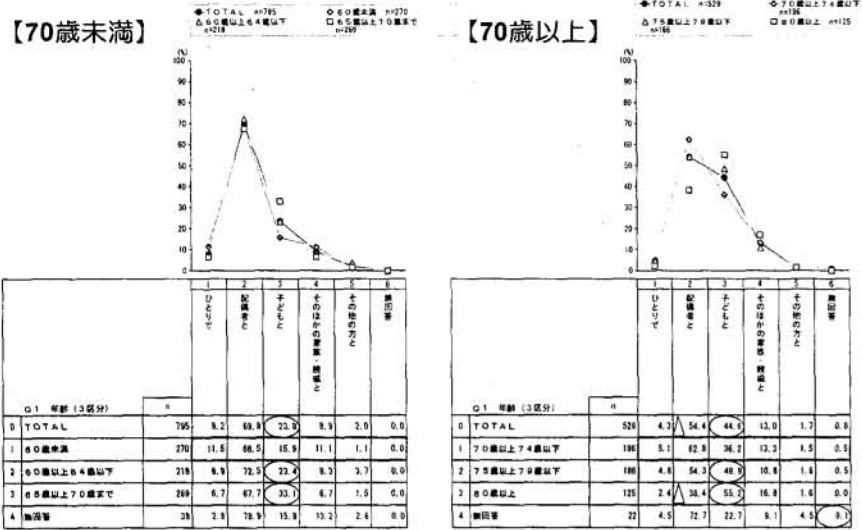 【70歳未満】
TOTAL n=795
60歳未満 n=270
60歳以上64歳以下 n=218
65歳以上70歳まで n=269
(%)
100
90
80
70
60
50
40
30
20
10
0
1 2 3 4 5 6
ひとりで
配偶者と
子どもと
そのほかの家族・親戚と
その他の方と
無回答
Q1 年齢(3区分) n
0 TOTAL 795 8.2 69.8 23.8 8.9 2.0 0.0
1 60歳未満 270 11.5 66.5 15.9 11.1 1.1 0.0
2 60歳以上64歳以下 218 6.9 72.5 23.4 8.3 3.7 0.0
3 65歳以上70歳まで 269 6.7 67.7 33.1 6.7 1.5 0.0
4 無回答 38 2.6 78.9 15.8 13.2 2.6 0.0
【70歳以上】
TOTAL n=529
70歳以上74歳以下 n=196
75歳以上79歳以下 n=186
80歳以上 n=125
(%)
100
90
80
70
60
50
40
30
20
10
0
1 2 3 4 5 6
ひとりで
配偶者と
子どもと
そのほかの家族・親戚と
その他の方と
無回答
Q1 年齢(3区分) n
0 TOTAL 529 4.3 54.4 44.6 13.0 1.7 0.8
1 70歳以上74歳以下 196 5.1 62.8 36.2 13.3 1.5 0.5
2 75歳以上79歳以下 186 4.8 54.3 48.9 10.8 1.6 0.5
3 80歳以上 125 2.4 38.4 55.2 16.8 1.6 0.0
4 無回答 22 4.5 72.7 22.7 9.1 4.5 9.1